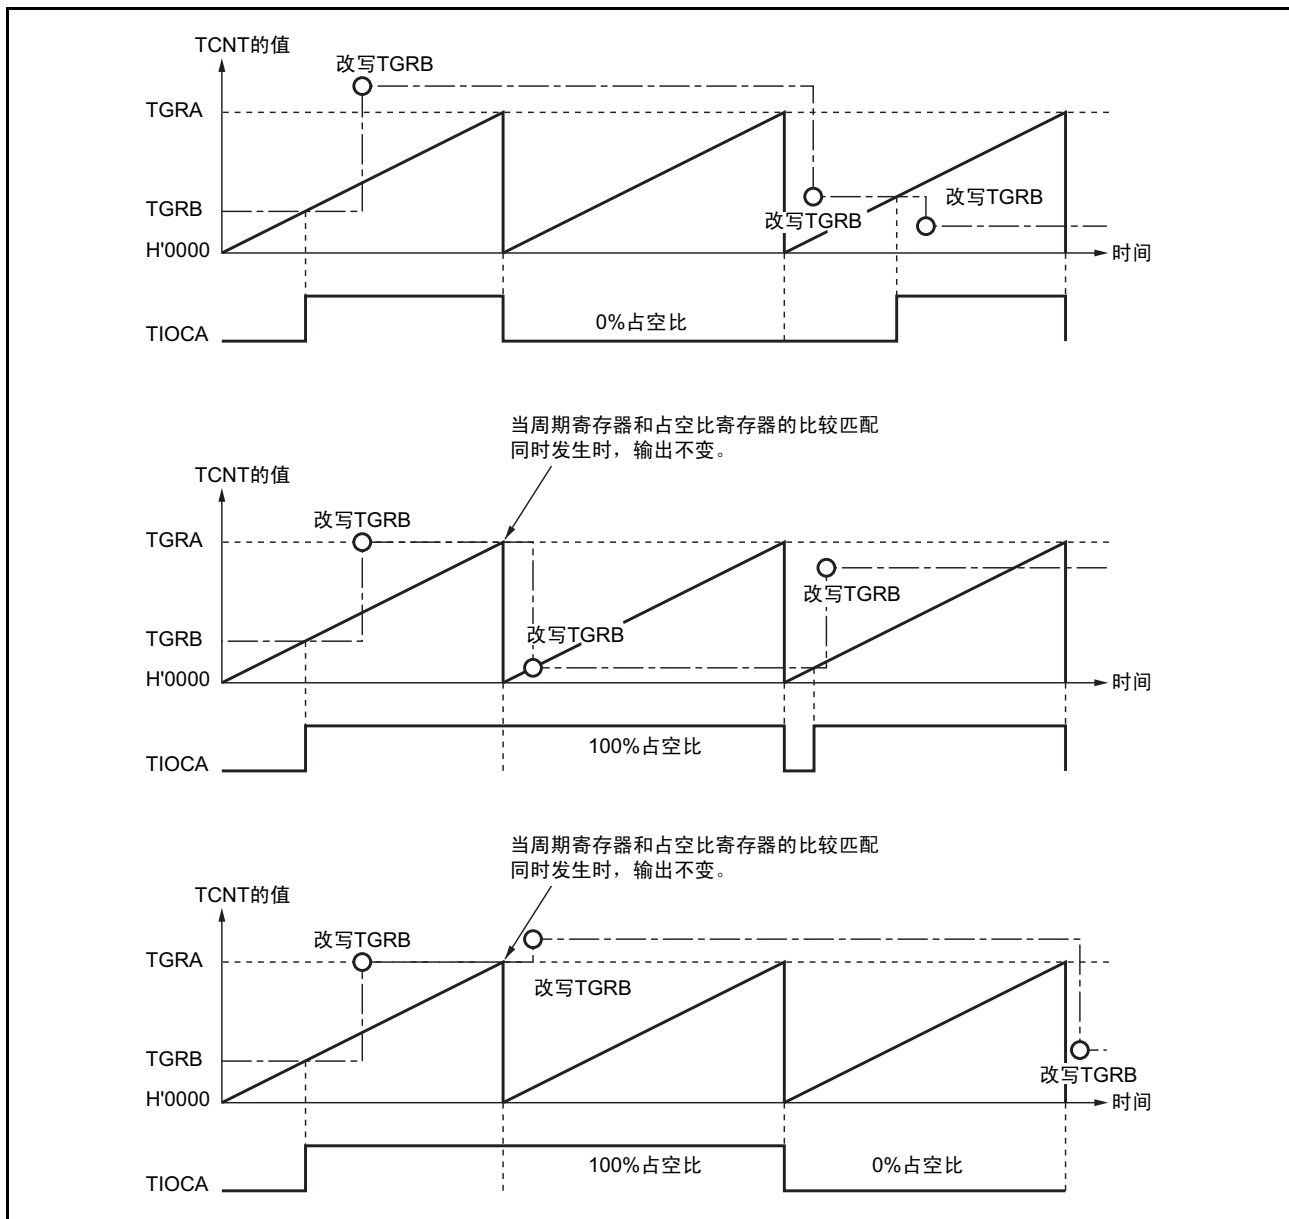 TCNT的值
改写TGRB
TGRA
TGRB
改写TGRB
改写TGRB
H'0000
时间
0%占空比
TIOCA
当周期寄存器和占空比寄存器的比较匹配
同时发生时，输出不变。
TCNT的值
改写TGRB
TGRA
改写TGRB
TGRB
改写TGRB
H'0000
时间
100%占空比
TIOCA
当周期寄存器和占空比寄存器的比较匹配
同时发生时，输出不变。
TCNT的值
改写TGRB
TGRA
改写TGRB
TGRB
改写TGRB
H'0000
时间
100%占空比
0%占空比
TIOCA